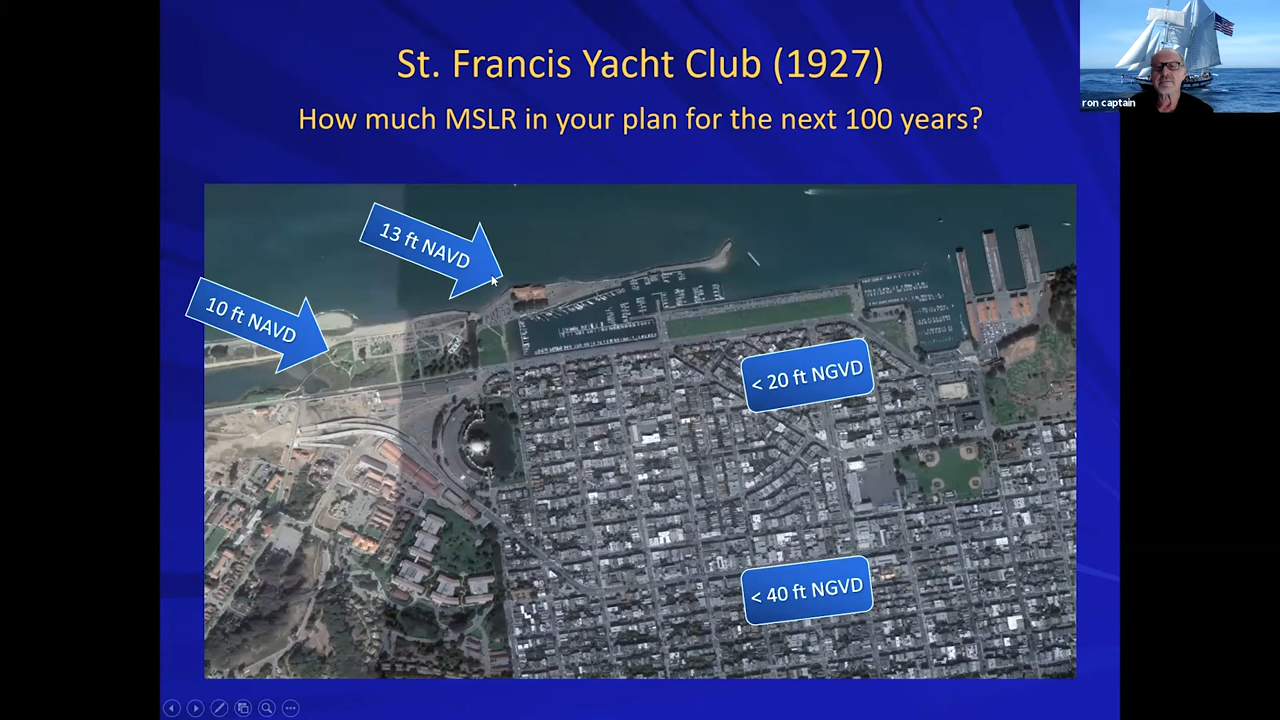 St. Francis Yacht Club (1927)
How much MSLR in your plan for the next 100 years?
ron captain
13 ft NAVD
10 ft NAVD
< 20 ft NGVD
< 40 ft NGVD